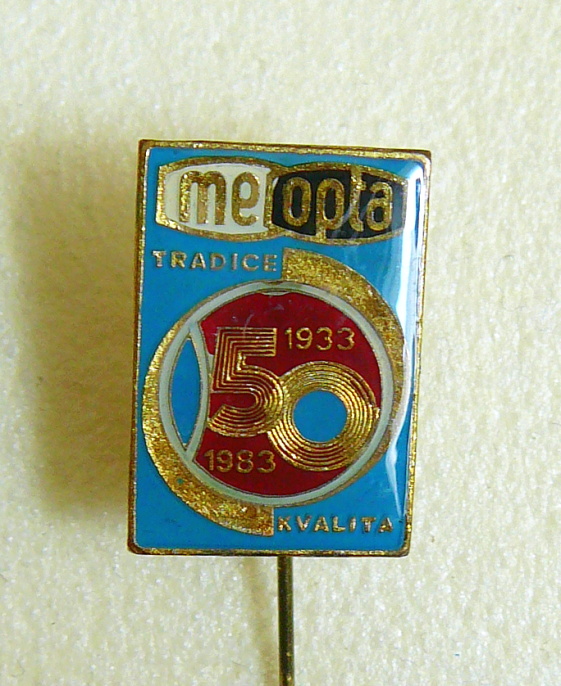 meopta
TRADICE
50
1933
1983
KVALITA